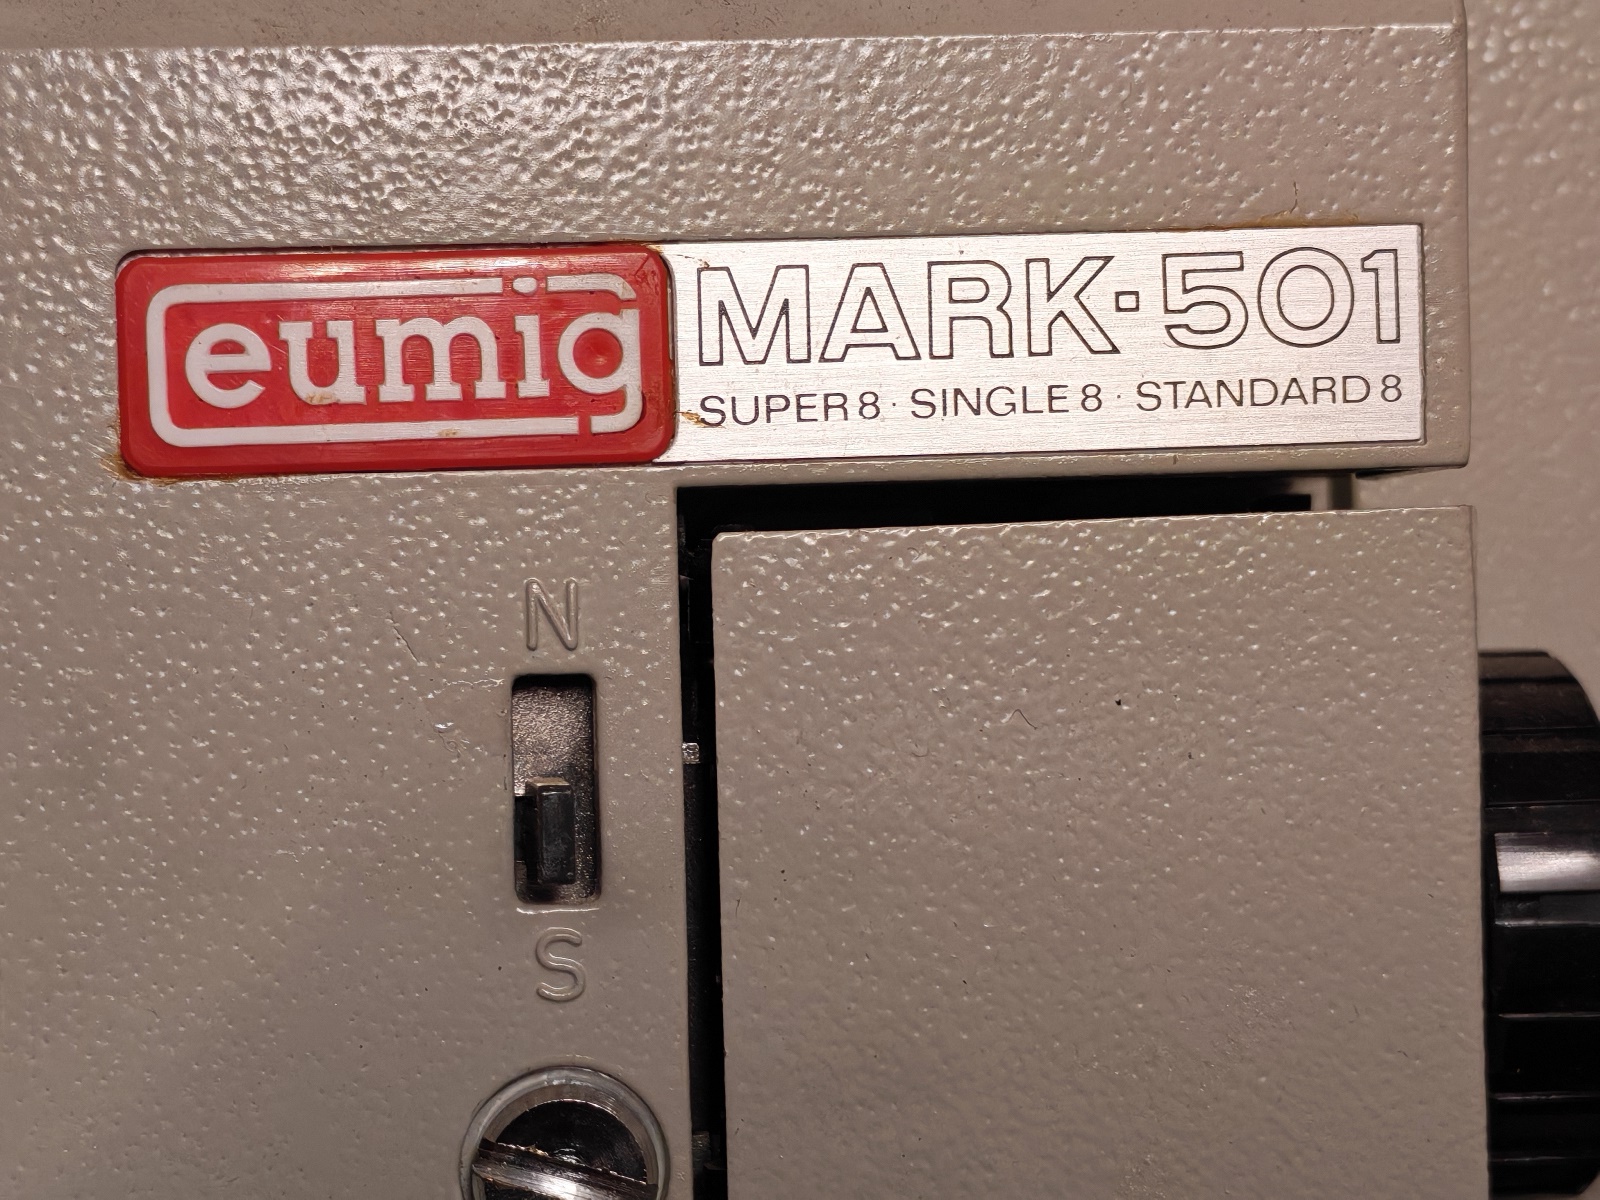 eumig
MARK·501
SUPER 8 · SINGLE 8 · STANDARD 8
N
S